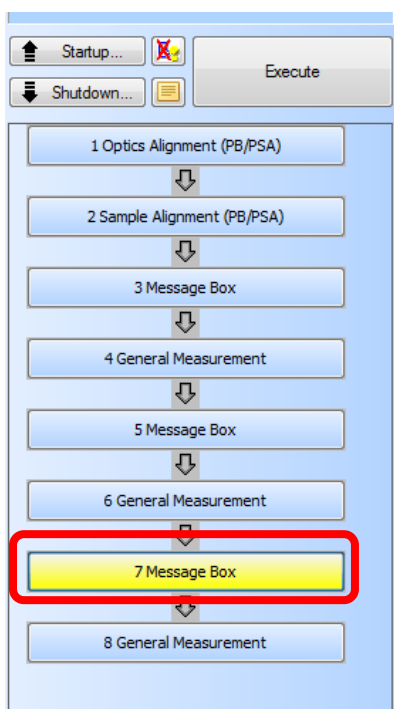 Startup...
Execute
Shutdown...
1 Optics Alignment (PB/PSA)
2 Sample Alignment (PB/PSA)
3 Message Box
4 General Measurement
5 Message Box
6 General Measurement
7 Message Box
8 General Measurement